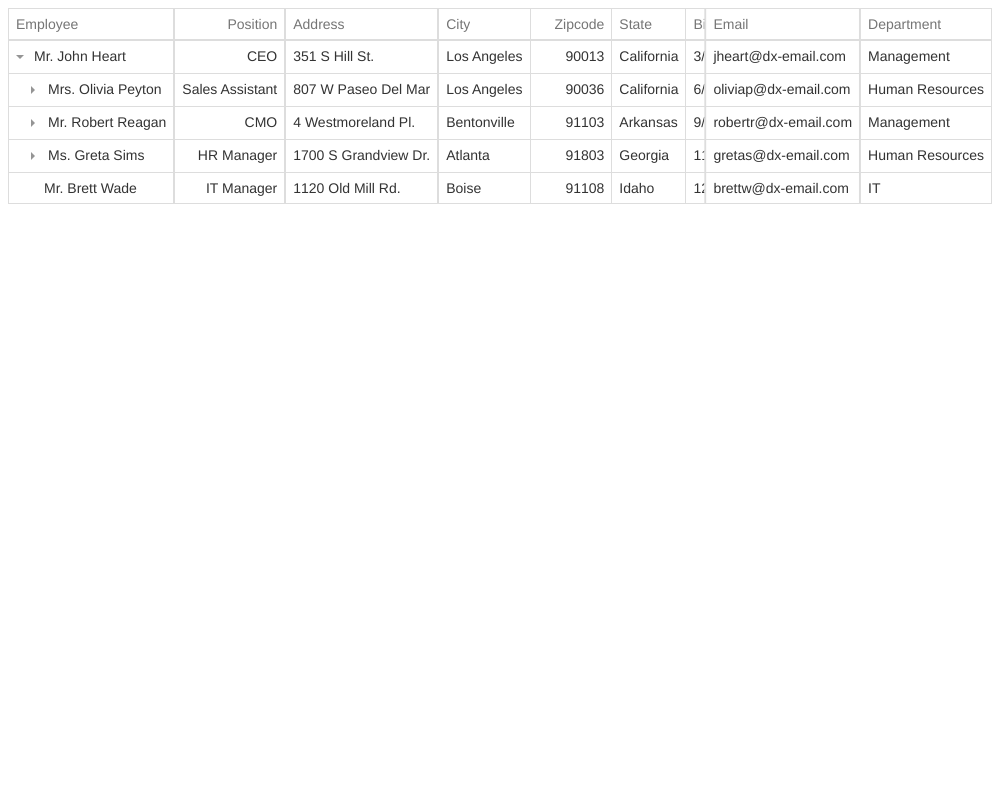 Employee Position Address City Zipcode State Bi Email Department
Mr. John Heart CEO 351 S Hill St. Los Angeles 90013 California 3/ jheart@dx-email.com Management
Mrs. Olivia Peyton Sales Assistant 807 W Paseo Del Mar Los Angeles 90036 California 6/ oliviap@dx-email.com Human Resources
Mr. Robert Reagan CMO 4 Westmoreland Pl. Bentonville 91103 Arkansas 9/ robertr@dx-email.com Management
Ms. Greta Sims HR Manager 1700 S Grandview Dr. Atlanta 91803 Georgia 11 gretas@dx-email.com Human Resources
Mr. Brett Wade IT Manager 1120 Old Mill Rd. Boise 91108 Idaho 12 brettw@dx-email.com IT